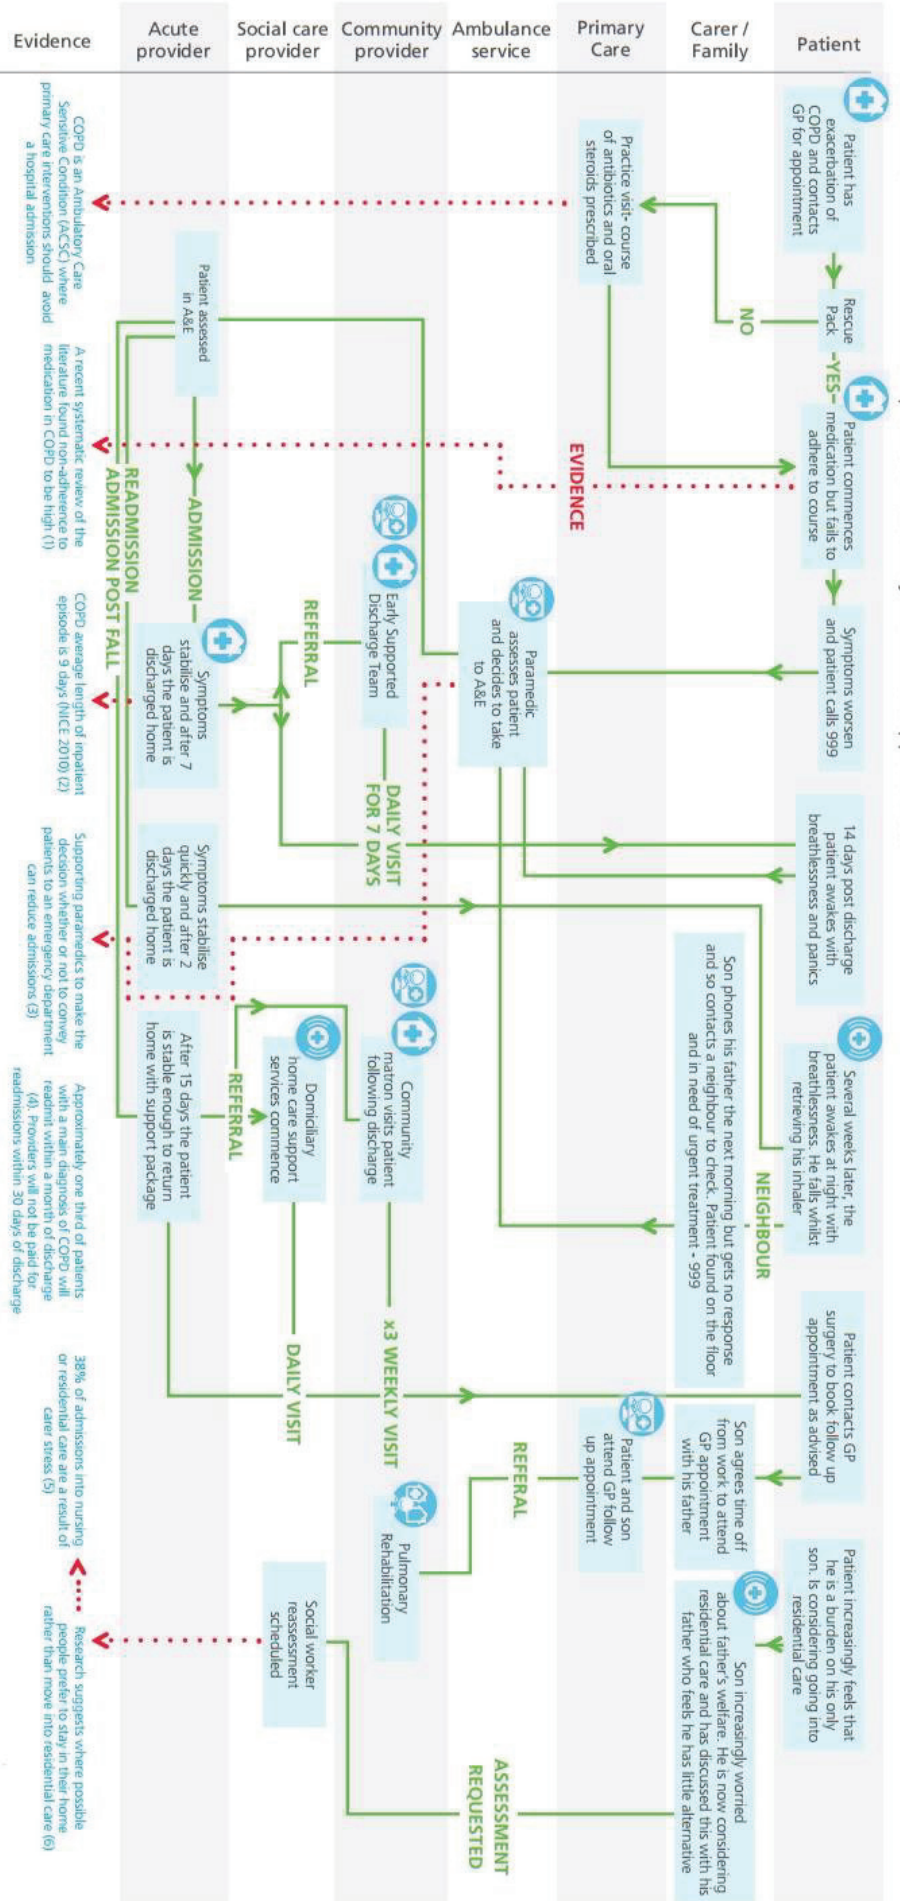 Patient
Carer /
Family
Primary
Care
Ambulance
service
Community
provider
Social care
provider
Acute
provider
Evidence
Patient has
exacerbation of
COPD and contacts
GP for appointment
Rescue
Pack
YES
NO
Patient commences
medication but fails to
adhere to course
Symptoms worsen
and patient calls 999
14 days post discharge
patient awakes with
breathlessness and panics
Several weeks later, the
patient awakes at night with
breathlessness. He falls whilst
retrieving his inhaler
Patient contacts GP
surgery to book follow up
appointment as advised
Patient increasingly feels that
he is a burden on his only
son. Is considering going into
residential care
NEIGHBOUR
Son phones his father the next morning but gets no response
and so contacts a neighbour to check. Patient found on the floor
and in need of urgent treatment - 999
Son agrees time off
from work to attend
GP appointment
with his father
Son increasingly worried
about father's welfare. He is now considering
residential care and has discussed this with his
father who feels he has little alternative
Practice visit- course
of antibiotics and oral
steroids prescribed
EVIDENCE
Patient and son
attend GP follow
up appointment
Paramedic
assesses patient
and decides to take
to A&E
REFERAL
ASSESSMENT
REQUESTED
Early Supported
Discharge Team
DAILY VISIT
FOR 7 DAYS
Community
matron visits patient
following discharge
x3 WEEKLY VISIT
Pulmonary
Rehabilitation
REFERRAL
Domiciliary
home care support
services commence
DAILY VISIT
Social worker
reassessment
scheduled
REFERRAL
Patient assessed
in A&E
ADMISSION
Symptoms
stabilise and after 7
days the patient is
discharged home
Symptoms stabilise
quickly and after 2
days the patient is
discharged home
After 15 days the patient
is stable enough to return
home with support package
READMISSION
ADMISSION POST FALL
COPD is an Ambulatory Care
Sensitive Condition (ACSC) where
primary care interventions should avoid
a hospital admission
A recent systematic review of the
literature found non-adherence to
medication in COPD to be high (1)
COPD average length of inpatient
episode is 9 days (NICE 2010) (2)
Supporting paramedics to make the
decision whether or not to convey
patients to an emergency department
can reduce admissions (3)
Approximately one third of patients
with a main diagnosis of COPD will
readmit within a month of discharge
(4). Providers will not be paid for
readmissions within 30 days of discharge
38% of admissions into nursing
or residential care are a result of
carer stress (5)
Research suggests where possible
people prefer to stay in their home
rather than move into residential care (6)